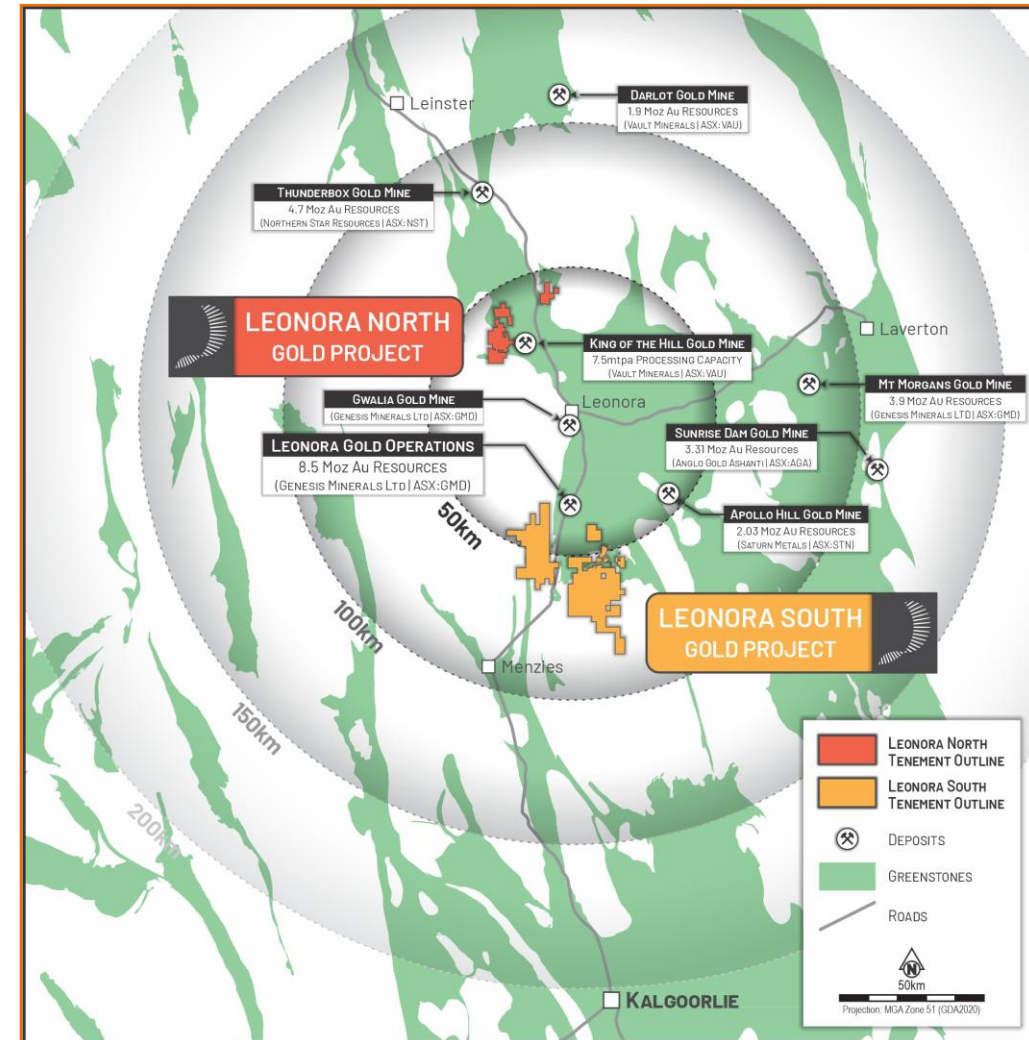 Leinster
DARLOT GOLD MINE
1.9 MOZ AU RESOURCES
(VAULT MINERALS | ASX:VAU)
THUNDERBOX GOLD MINE
4.7 MOZ AU RESOURCES
(NORTHERN STAR RESOURCES | ASX:NST)
LEONORA NORTH
GOLD PROJECT
Laverton
KING OF THE HILL GOLD MINE
7.5MTPA PROCESSING CAPACITY
(VAULT MINERALS | ASX:VAU)
MT MORGANS GOLD MINE
3.9 MOZ AU RESOURCES
(GENESIS MINERALS LTD | ASX:GMD)
GWALIA GOLD MINE
(GENESIS MINERALS LTD | ASX:GMD)
Leonora
SUNRISE DAM GOLD MINE
3.31 MOZ AU RESOURCES
(ANGLO GOLD ASHANTI | ASX:AGA)
LEONORA GOLD OPERATIONS
8.5 MOZ AU RESOURCES
(GENESIS MINERALS LTD | ASX:GMD)
APOLLO HILL GOLD MINE
2.03 MOZ AU RESOURCES
(SATURN METALS | ASX:STN)
50km
100km
150km
200km
LEONORA SOUTH
GOLD PROJECT
Menzies
KALGOORLIE
LEONORA NORTH
TENEMENT OUTLINE
LEONORA SOUTH
TENEMENT OUTLINE
DEPOSITS
GREENSTONES
ROADS
N
50km
Projection: MGA Zone 51 (GDA2020)